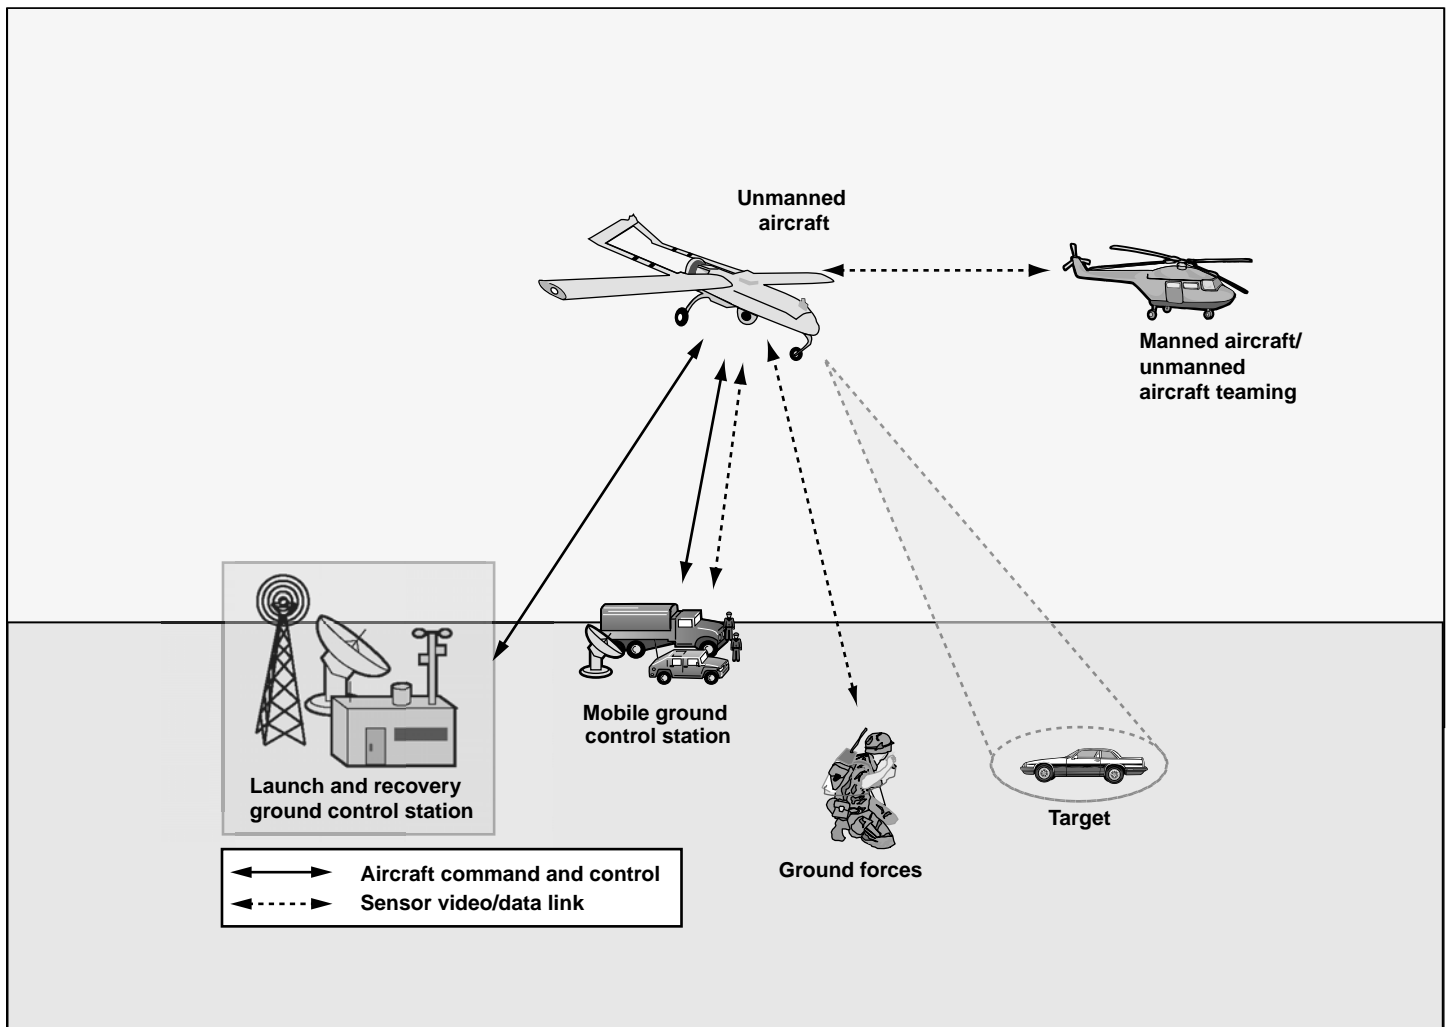 Unmanned
aircraft
Manned aircraft/
unmanned
aircraft teaming
Mobile ground
control station
Launch and recovery
ground control station
Target
Ground forces
Aircraft command and control
Sensor video/data link